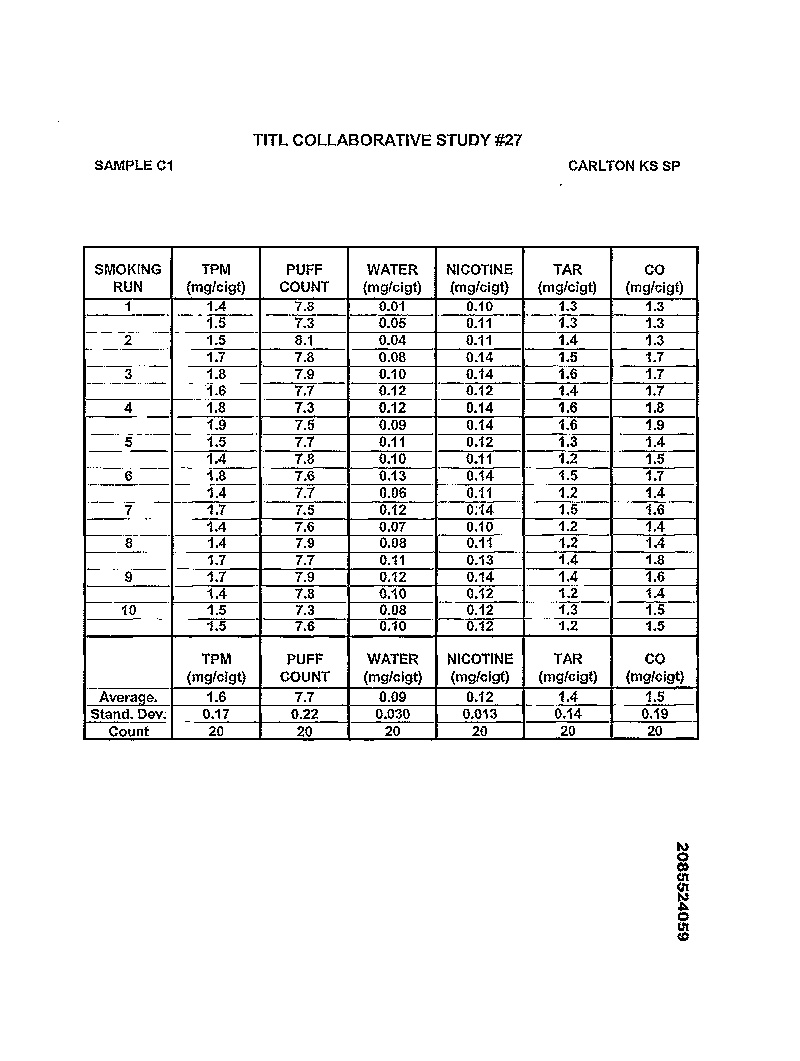 TITL COLLABORATIVE STUDY #27
SAMPLE C1 CARLTON KS SP
SMOKING TPM PUFF WATER NICOTINE TAR CO
RUN (mg/cigt) COUNT (mg/cigt) (mg/cigt) (mg/cigt) (mg/cigt)
1 1.4 7.8 0.01 0.10 1.3 1.3
1.5 7.3 0.05 0.11 1.3 1.3
2 1.5 8.1 0.04 0.11 1.4 1.3
1.7 7.8 0.08 0.14 1.5 1.7
3 1.8 7.9 0.10 0.14 1.6 1.7
1.6 7.7 0.12 0.12 1.4 1.7
4 1.8 7.3 0.12 0.14 1.6 1.8
1.9 7.5 0.09 0.14 1.6 1.9
5 1.5 7.7 0.11 0.12 1.3 1.4
1.4 7.8 0.10 0.11 1.2 1.5
6 1.8 7.6 0.13 0.14 1.5 1.7
1.4 7.7 0.06 0.11 1.2 1.4
7 1.7 7.5 0.12 0.14 1.5 1.6
1.4 7.6 0.07 0.10 1.2 1.4
8 1.4 7.9 0.08 0.11 1.2 1.4
1.7 7.7 0.11 0.13 1.4 1.8
9 1.7 7.9 0.12 0.14 1.4 1.6
1.4 7.8 0.10 0.12 1.2 1.4
10 1.5 7.3 0.08 0.12 1.3 1.5
1.5 7.6 0.10 0.12 1.2 1.5
TPM PUFF WATER NICOTINE TAR CO
(mg/cigt) COUNT (mg/cigt) (mg/cigt) (mg/cigt) (mg/cigt)
Average. 1.6 7.7 0.09 0.12 1.4 1.5
Stand. Dev. 0.17 0.22 0.030 0.013 0.14 0.19
Count 20 20 20 20 20 20
2085524059